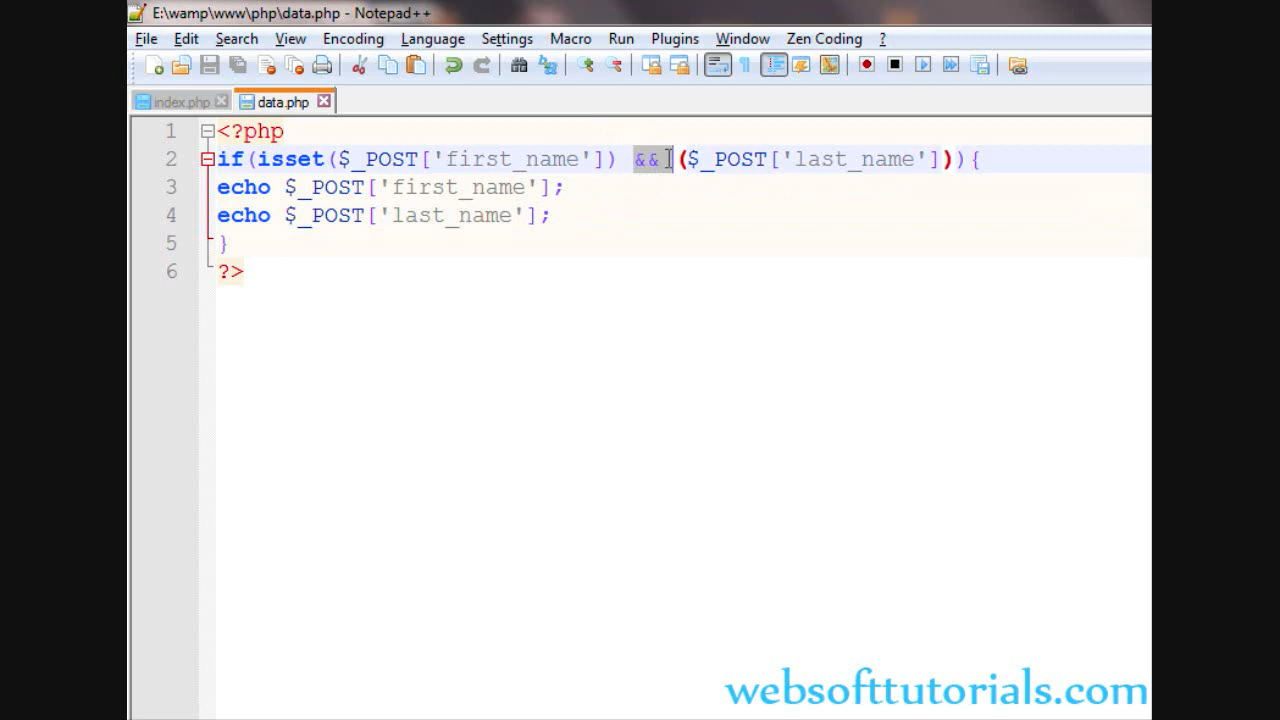 E:\wamp\www\php\data.php - Notepad++
File Edit Search View Encoding Language Settings Macro Run Plugins Window Zen Coding ?
index.php data.php
1 <?php
2 if(isset($_POST['first_name']) && ($_POST['last_name'])){
3 echo $_POST['first_name'];
4 echo $_POST['last_name'];
5 }
6 ?>
websofttutorials.com